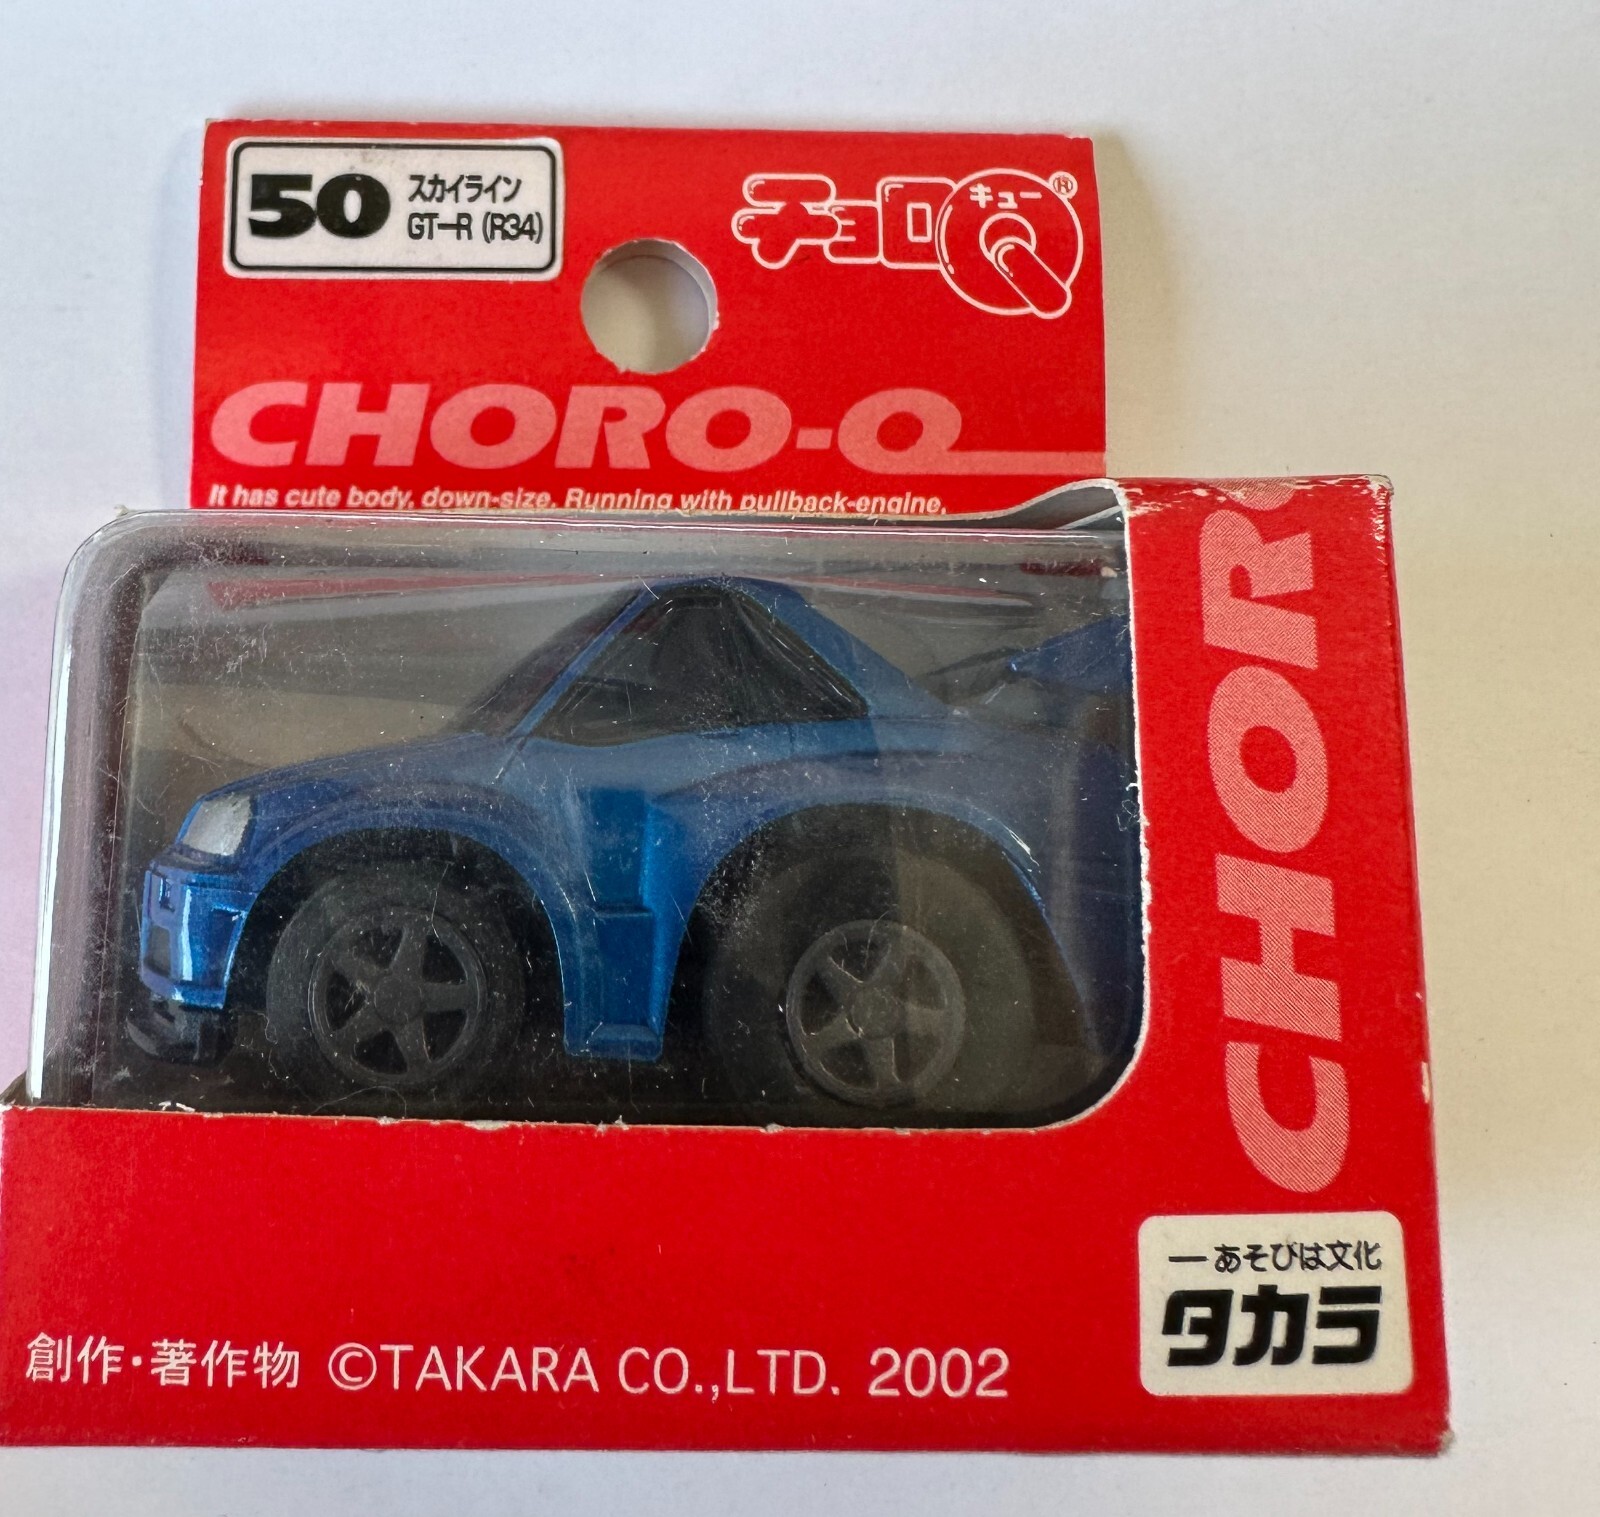 50 スカイライン
GT-R (R34)
チョロQ キュー ®
CHORO-Q
It has cute body, down-size. Running with pullback-engine.
CHOR
―あそびは文化
タカラ
創作・著作物 ©TAKARA CO.,LTD. 2002